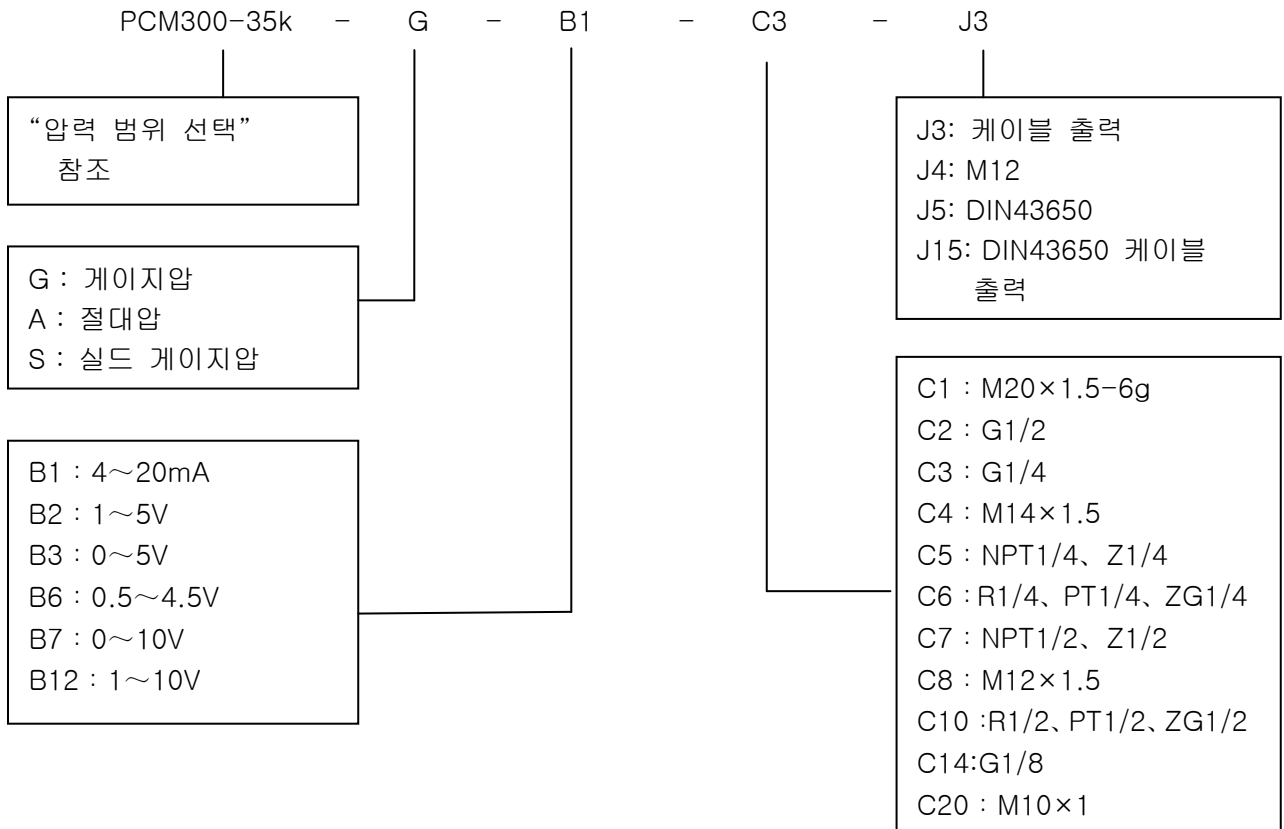 PCM300-35k - G - B1 - C3 - J3
“압력 범위 선택”
참조
G : 게이지압
A : 절대압
S : 실드 게이지압
B1 : 4~20mA
B2 : 1~5V
B3 : 0~5V
B6 : 0.5~4.5V
B7 : 0~10V
B12 : 1~10V
J3: 케이블 출력
J4: M12
J5: DIN43650
J15: DIN43650 케이블
출력
C1 : M20×1.5-6g
C2 : G1/2
C3 : G1/4
C4 : M14×1.5
C5 : NPT1/4、Z1/4
C6 : R1/4、PT1/4、ZG1/4
C7 : NPT1/2、Z1/2
C8 : M12×1.5
C10 :R1/2、PT1/2、ZG1/2
C14:G1/8
C20 : M10×1